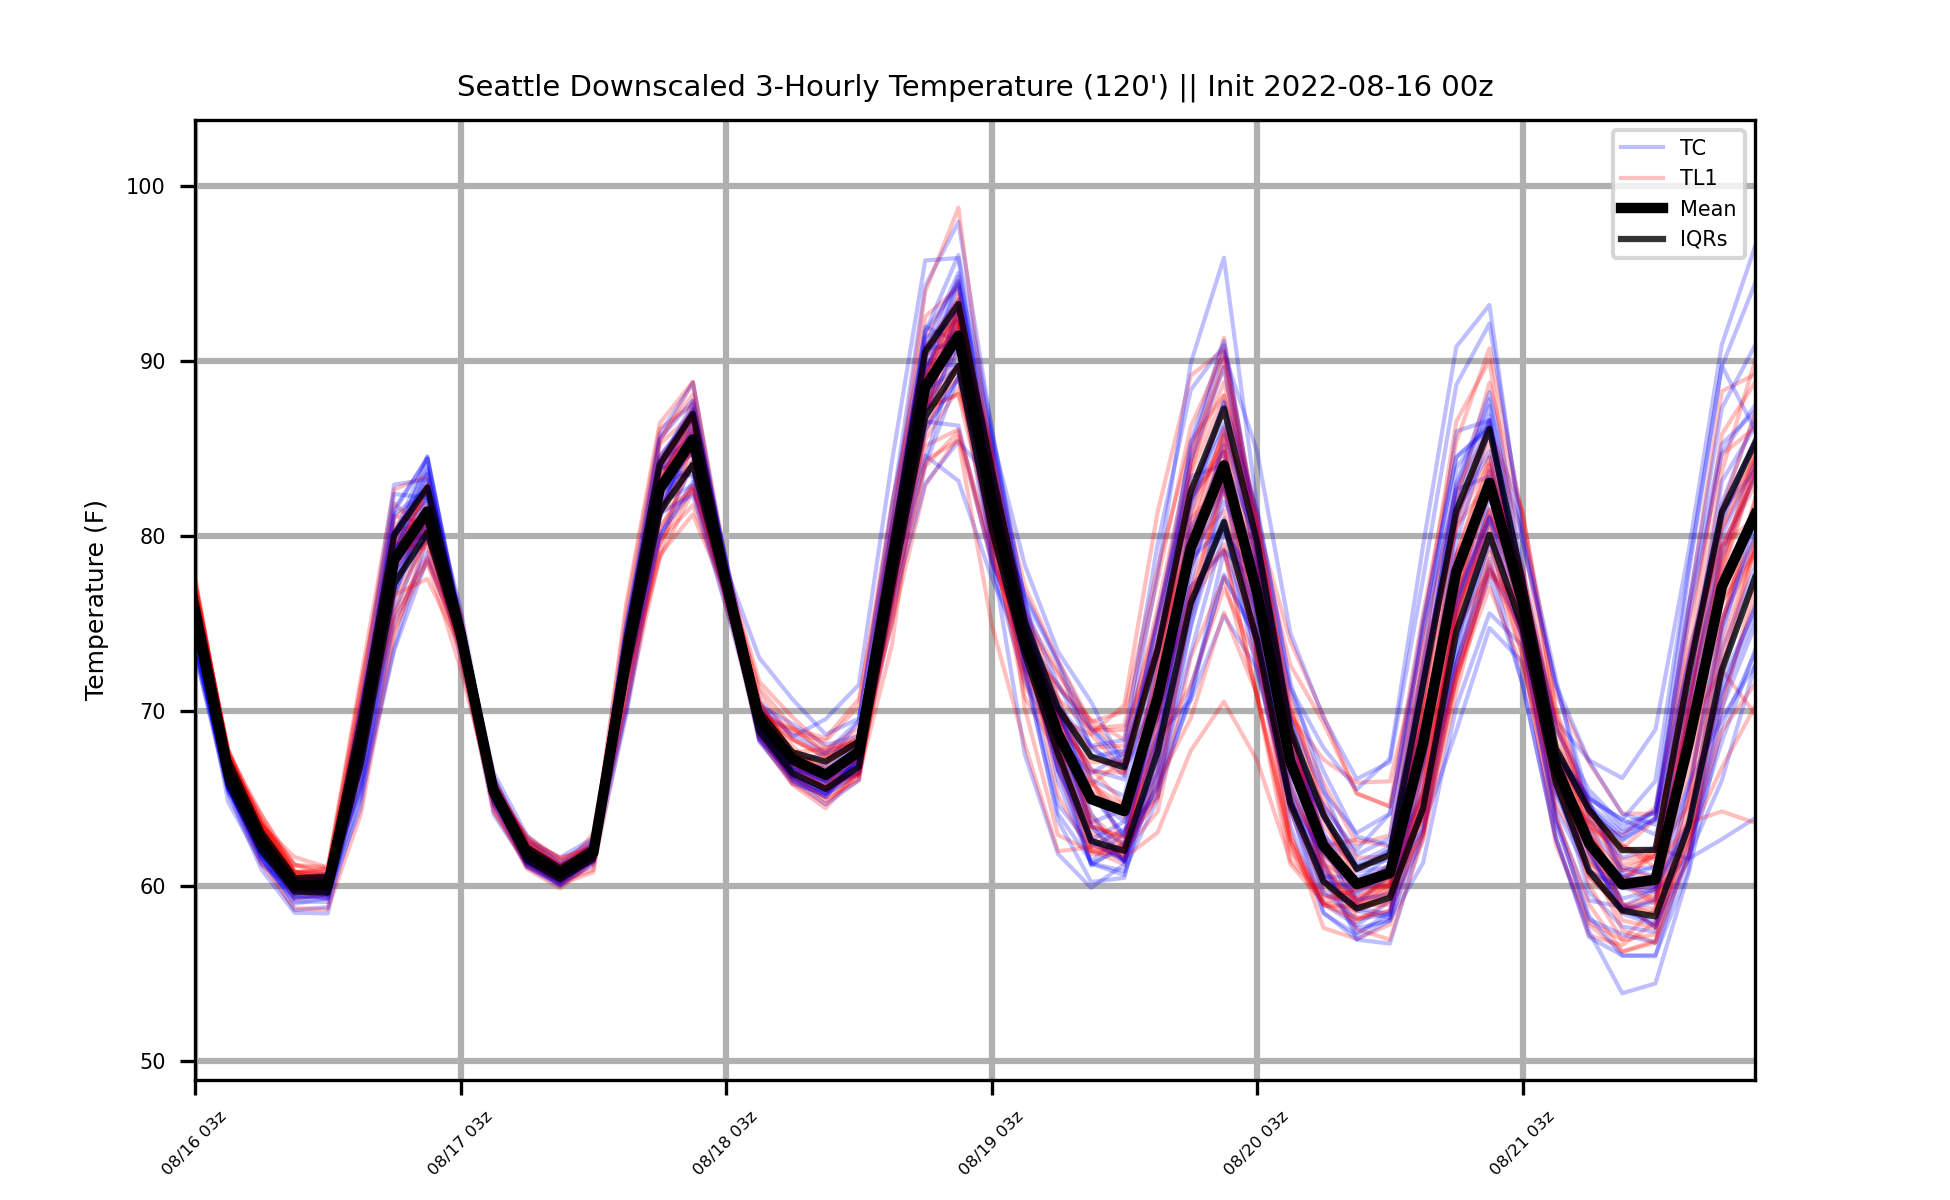 Seattle Downscaled 3-Hourly Temperature (120') || Init 2022-08-16 00z
TC
TL1
Mean
IQRs
Temperature (F)
100
90
80
70
60
50
08/16 03z
08/17 03z
08/18 03z
08/19 03z
08/20 03z
08/21 03z